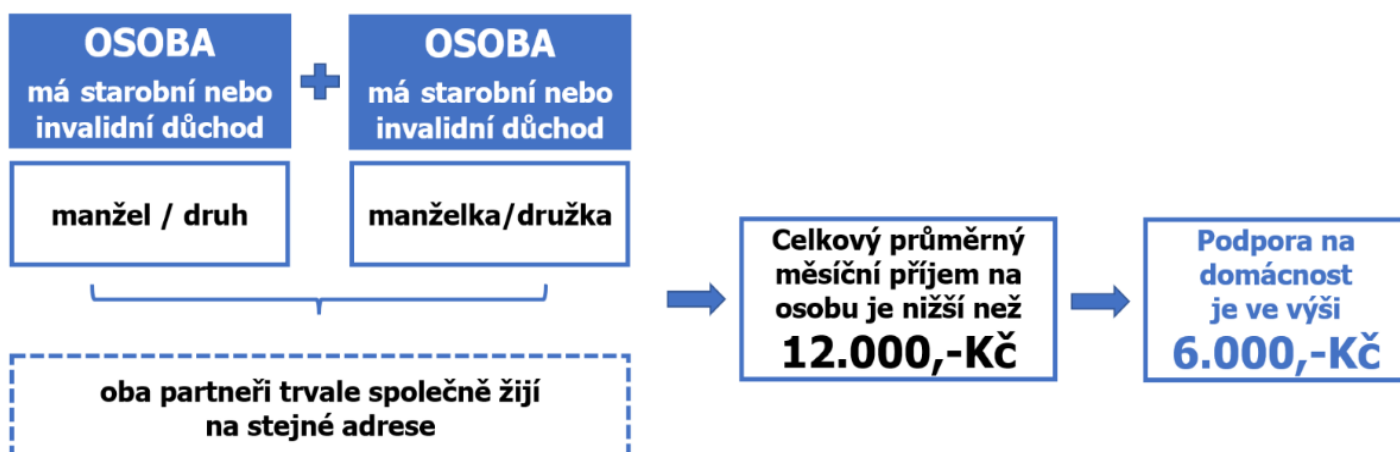 OSOBA
má starobní nebo
invalidní důchod
OSOBA
má starobní nebo
invalidní důchod
manžel / druh
manželka/družka
oba partneři trvale společně žijí
na stejné adrese
Celkový průměrný
měsíční příjem na
osobu je nižší než
12.000,-Kč
Podpora na
domácnost
je ve výši
6.000,-Kč